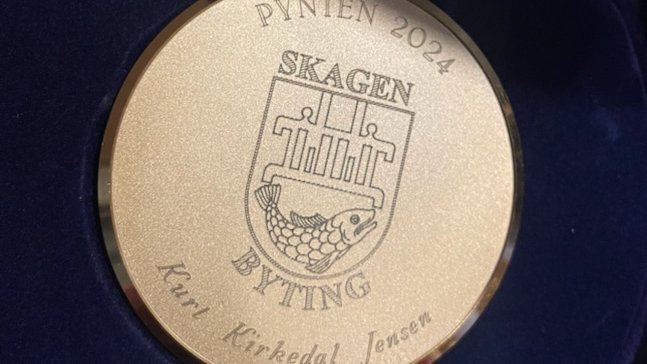 PYNTEN 2024
SKAGEN
BYTING
Kurt Kirkedal Jensen